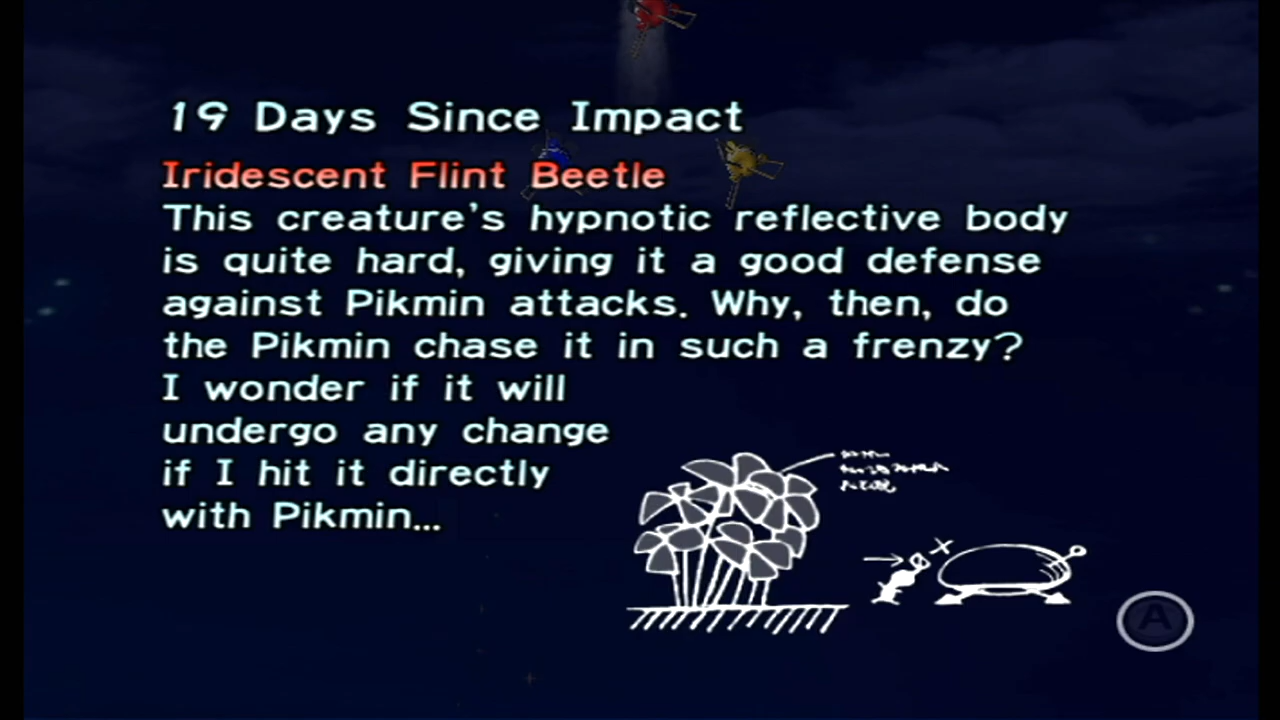 19 Days Since Impact
Iridescent Flint Beetle
This creature's hypnotic reflective body
is quite hard, giving it a good defense
against Pikmin attacks. Why, then, do
the Pikmin chase it in such a frenzy?
I wonder if it will
undergo any change
if I hit it directly
with Pikmin...
A